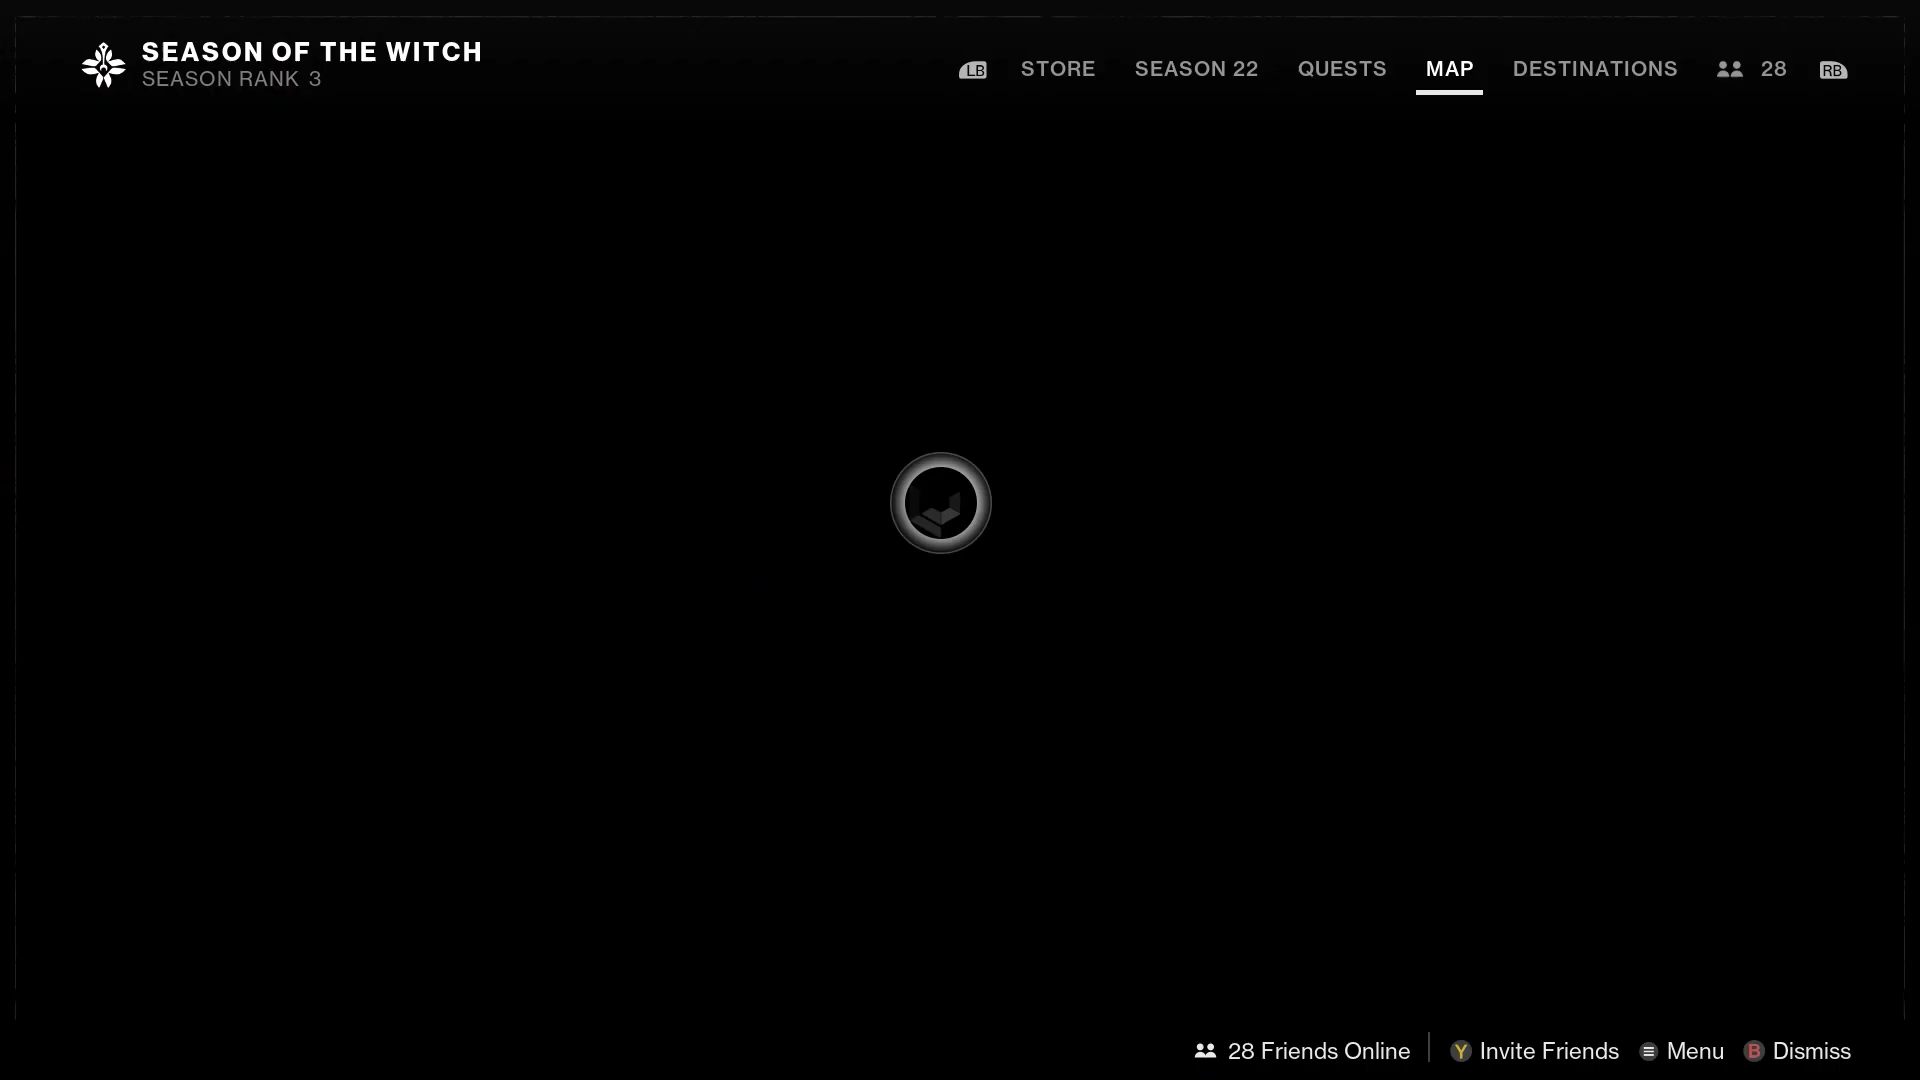 SEASON OF THE WITCH
SEASON RANK 3
LB STORE SEASON 22 QUESTS MAP DESTINATIONS 28 RB
28 Friends Online Y Invite Friends Menu B Dismiss